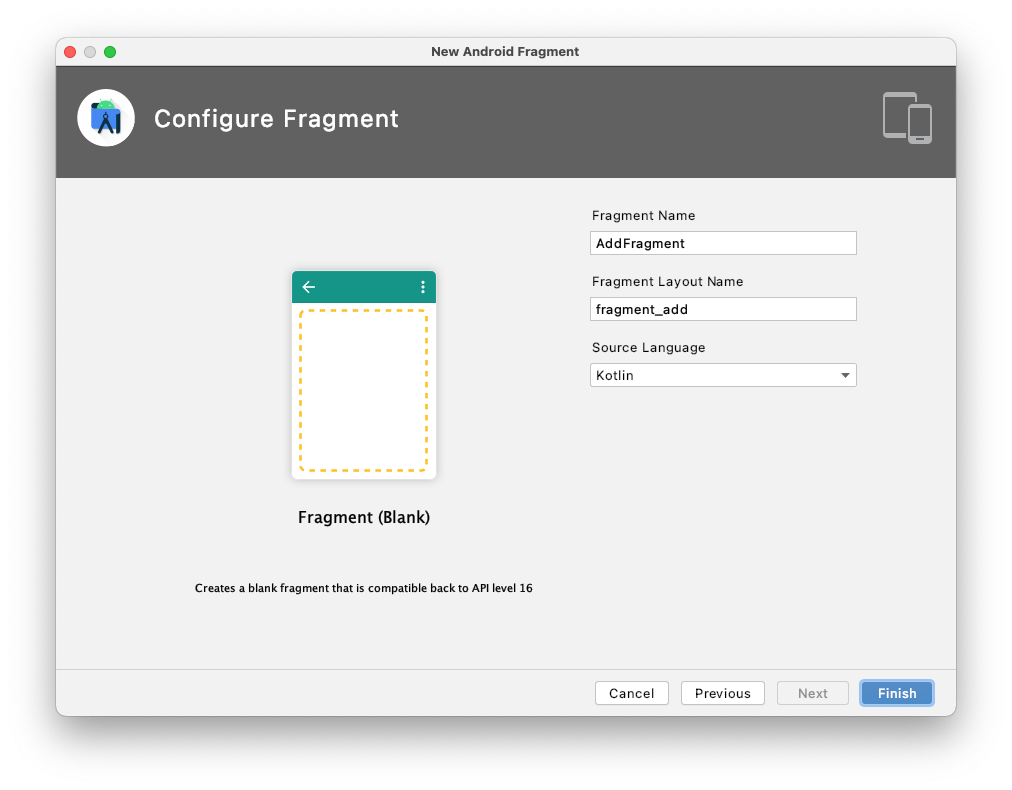 New Android Fragment
Configure Fragment
Fragment Name
AddFragment
Fragment Layout Name
fragment_add
Source Language
Kotlin
Fragment (Blank)
Creates a blank fragment that is compatible back to API level 16
Cancel
Previous
Next
Finish